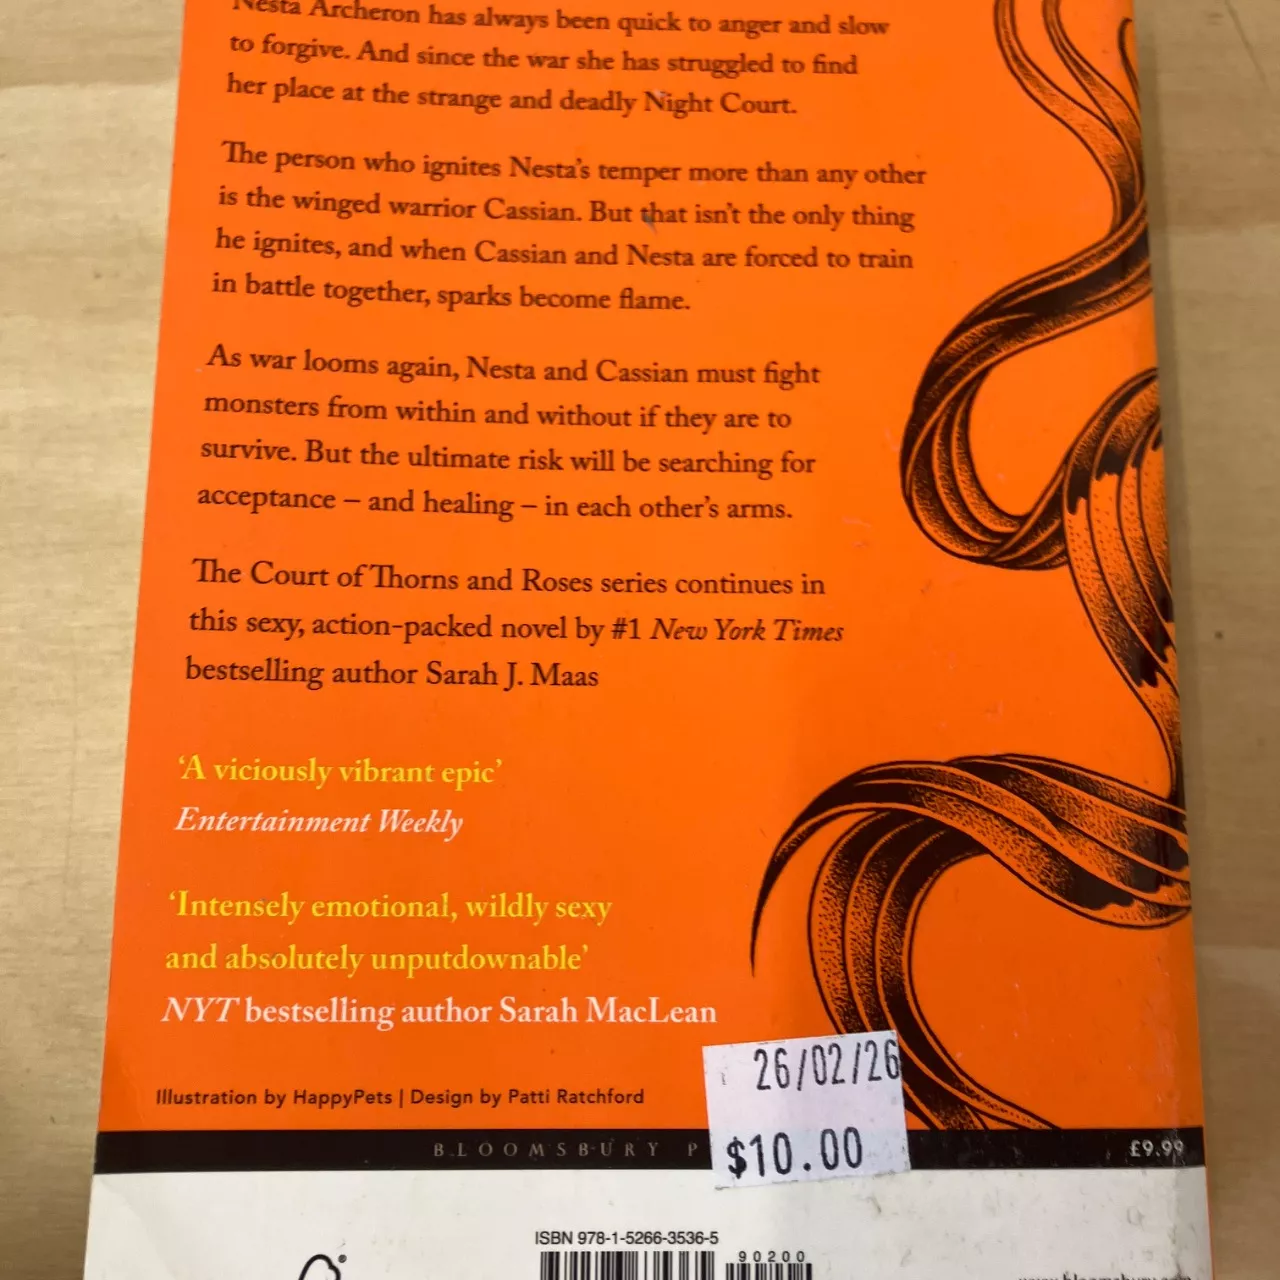 Nesta Archeron has always been quick to anger and slow
to forgive. And since the war she has struggled to find
her place at the strange and deadly Night Court.
The person who ignites Nesta's temper more than any other
is the winged warrior Cassian. But that isn't the only thing
he ignites, and when Cassian and Nesta are forced to train
in battle together, sparks become flame.
As war looms again, Nesta and Cassian must fight
monsters from within and without if they are to
survive. But the ultimate risk will be searching for
acceptance – and healing – in each other's arms.
The Court of Thorns and Roses series continues in
this sexy, action-packed novel by #1 New York Times
bestselling author Sarah J. Maas
‘A viciously vibrant epic’
Entertainment Weekly
‘Intensely emotional, wildly sexy
and absolutely unputdownable’
NYT bestselling author Sarah MacLean
Illustration by HappyPets | Design by Patti Ratchford
26/02/26
$10.00
BLOOMSBURY P
£9.99
ISBN 978-1-5266-3536-5
90200